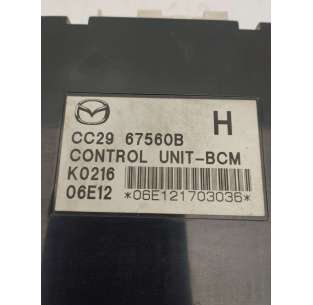 H
CC29 67560B
CONTROL UNIT-BCM
K0216
06E12 *06E121703036*